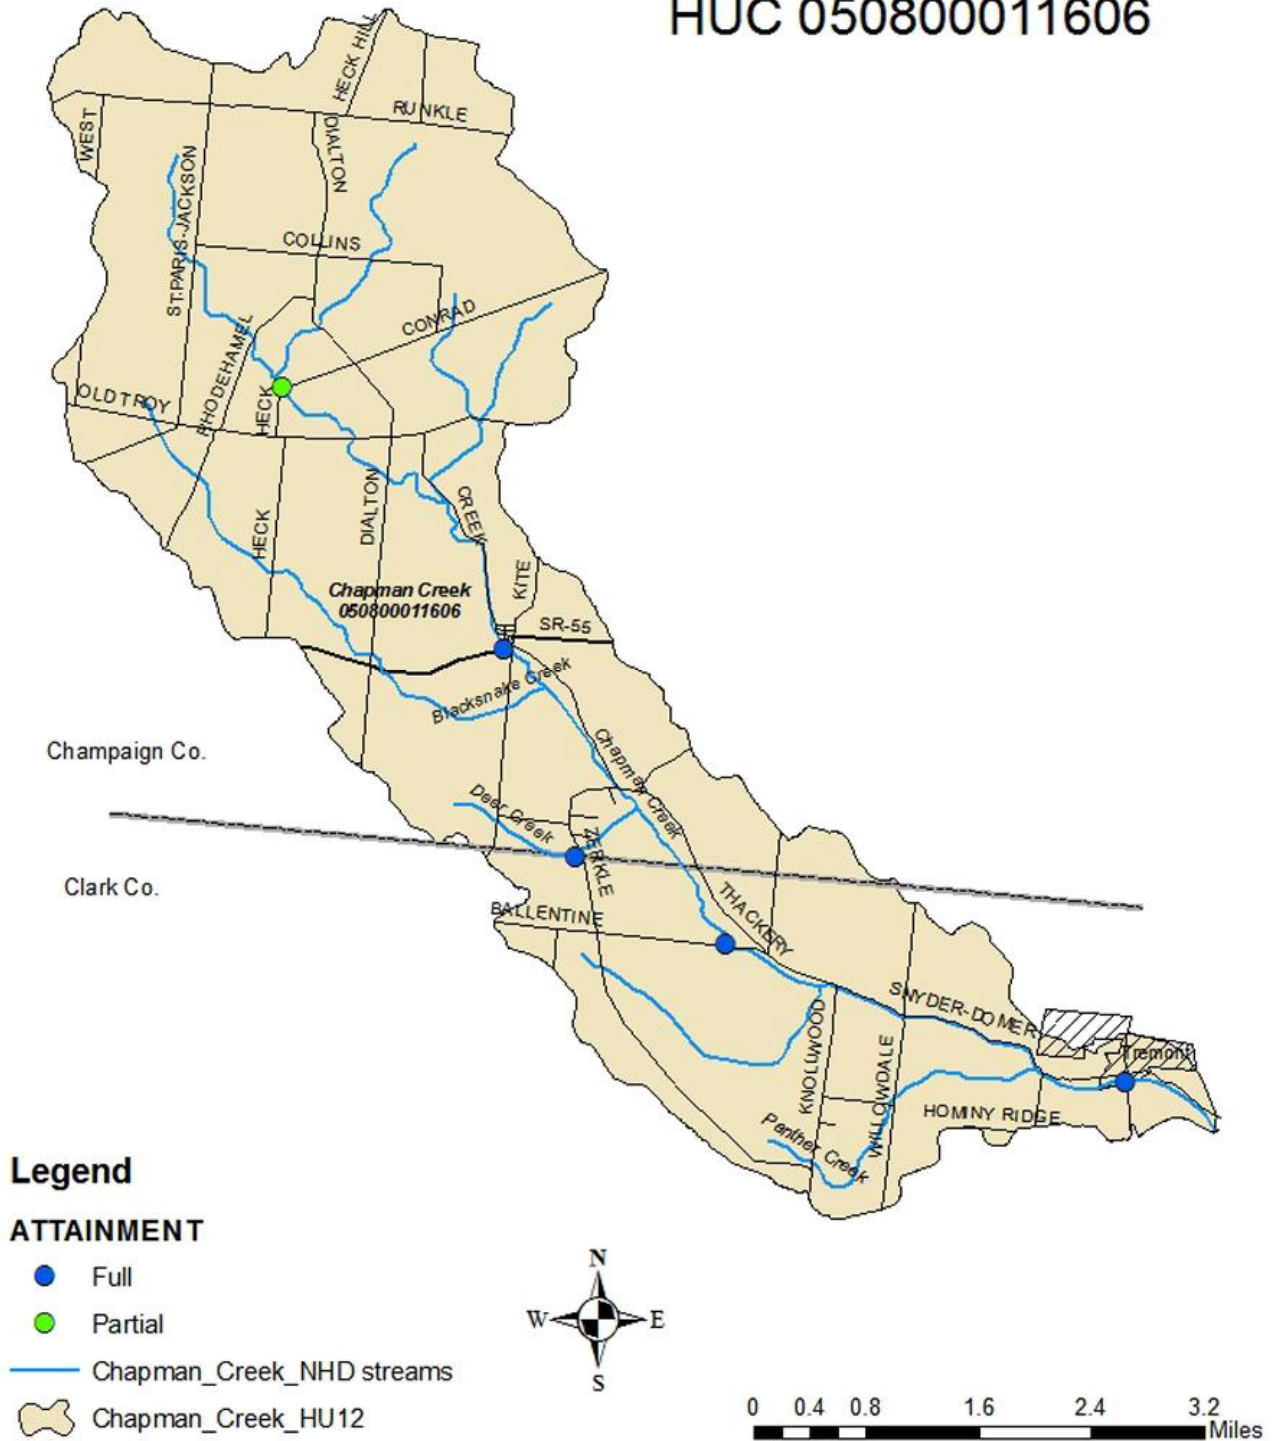 HUC 050800011606
HECK HILL
RUNKLE
WEST
DIALTON
ST.PARIS-JACKSON
COLLINS
CONRAD
RHODEHAMEL
OLD TROY
HECK
DIALTON
CREEK
HECK
KITE
Chapman Creek
050800011606
SR-55
Blacksnake Creek
Champaign Co.
Chapman Creek
Deer Creek
ZERKLE
Clark Co.
THACKERY
BALLENTINE
SNYDER-DOMER
KNOLLWOOD
Tremont
WILLOWDALE
HOMINY RIDGE
Panther Creek
Legend
ATTAINMENT
Full
Partial
Chapman_Creek_NHD streams
Chapman_Creek_HU12
N
W E
S
0 0.4 0.8 1.6 2.4 3.2
Miles